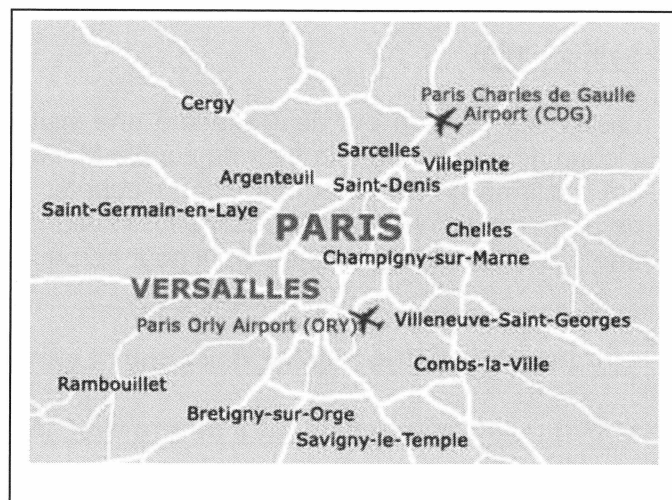 Paris Charles de Gaulle
Airport (CDG)
Cergy
Sarcelles
Villepinte
Argenteuil
Saint-Denis
Saint-Germain-en-Laye
PARIS
Chelles
Champigny-sur-Marne
VERSAILLES
Paris Orly Airport (ORY)
Villeneuve-Saint-Georges
Combs-la-Ville
Rambouillet
Bretigny-sur-Orge
Savigny-le-Temple